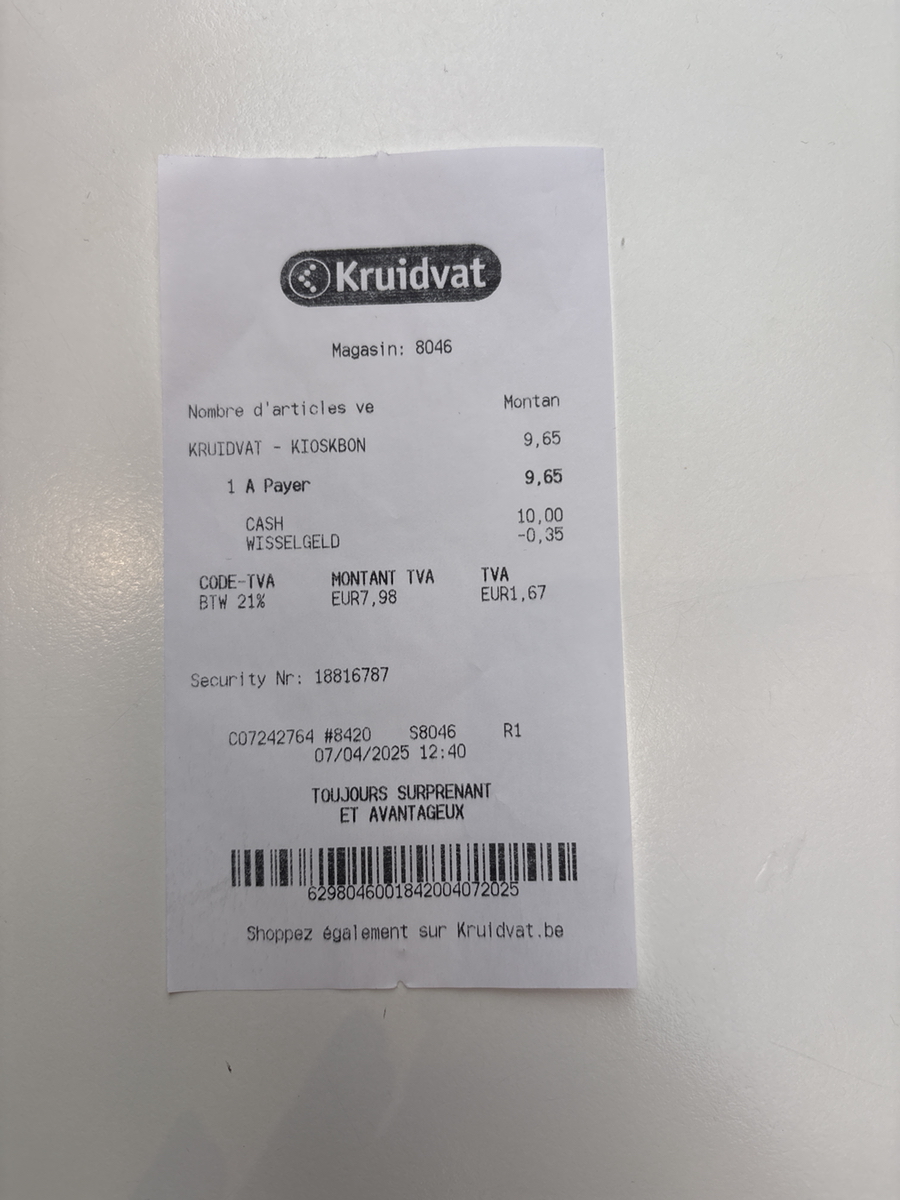 Kruidvat
Magasin: 8046
Nombre d'articles ve Montan
KRUIDVAT - KIOSKBON 9,65
1 A Payer 9,65
CASH 10,00
WISSELGELD -0,35
CODE-TVA MONTANT TVA TVA
BTW 21% EUR7,98 EUR1,67
Security Nr: 18816787
C07242764 #8420 S8046 R1
07/04/2025 12:40
TOUJOURS SURPRENANT
ET AVANTAGEUX
6298046001842004072025
Shoppez également sur Kruidvat.be